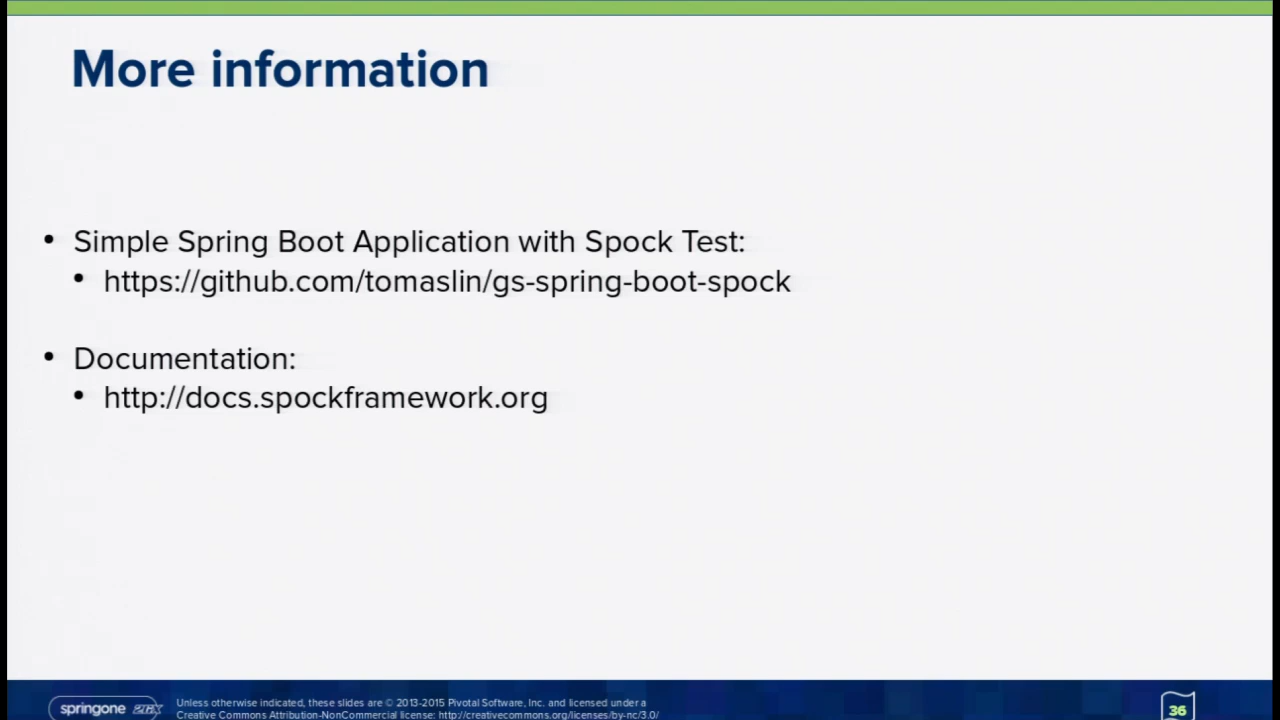 More information
• Simple Spring Boot Application with Spock Test:
• https://github.com/tomaslin/gs-spring-boot-spock
• Documentation:
• http://docs.spockframework.org
springone 2GX
Unless otherwise indicated, these slides are © 2013-2015 Pivotal Software, Inc. and licensed under a
Creative Commons Attribution-NonCommercial license: http://creativecommons.org/licenses/by-nc/3.0/
36